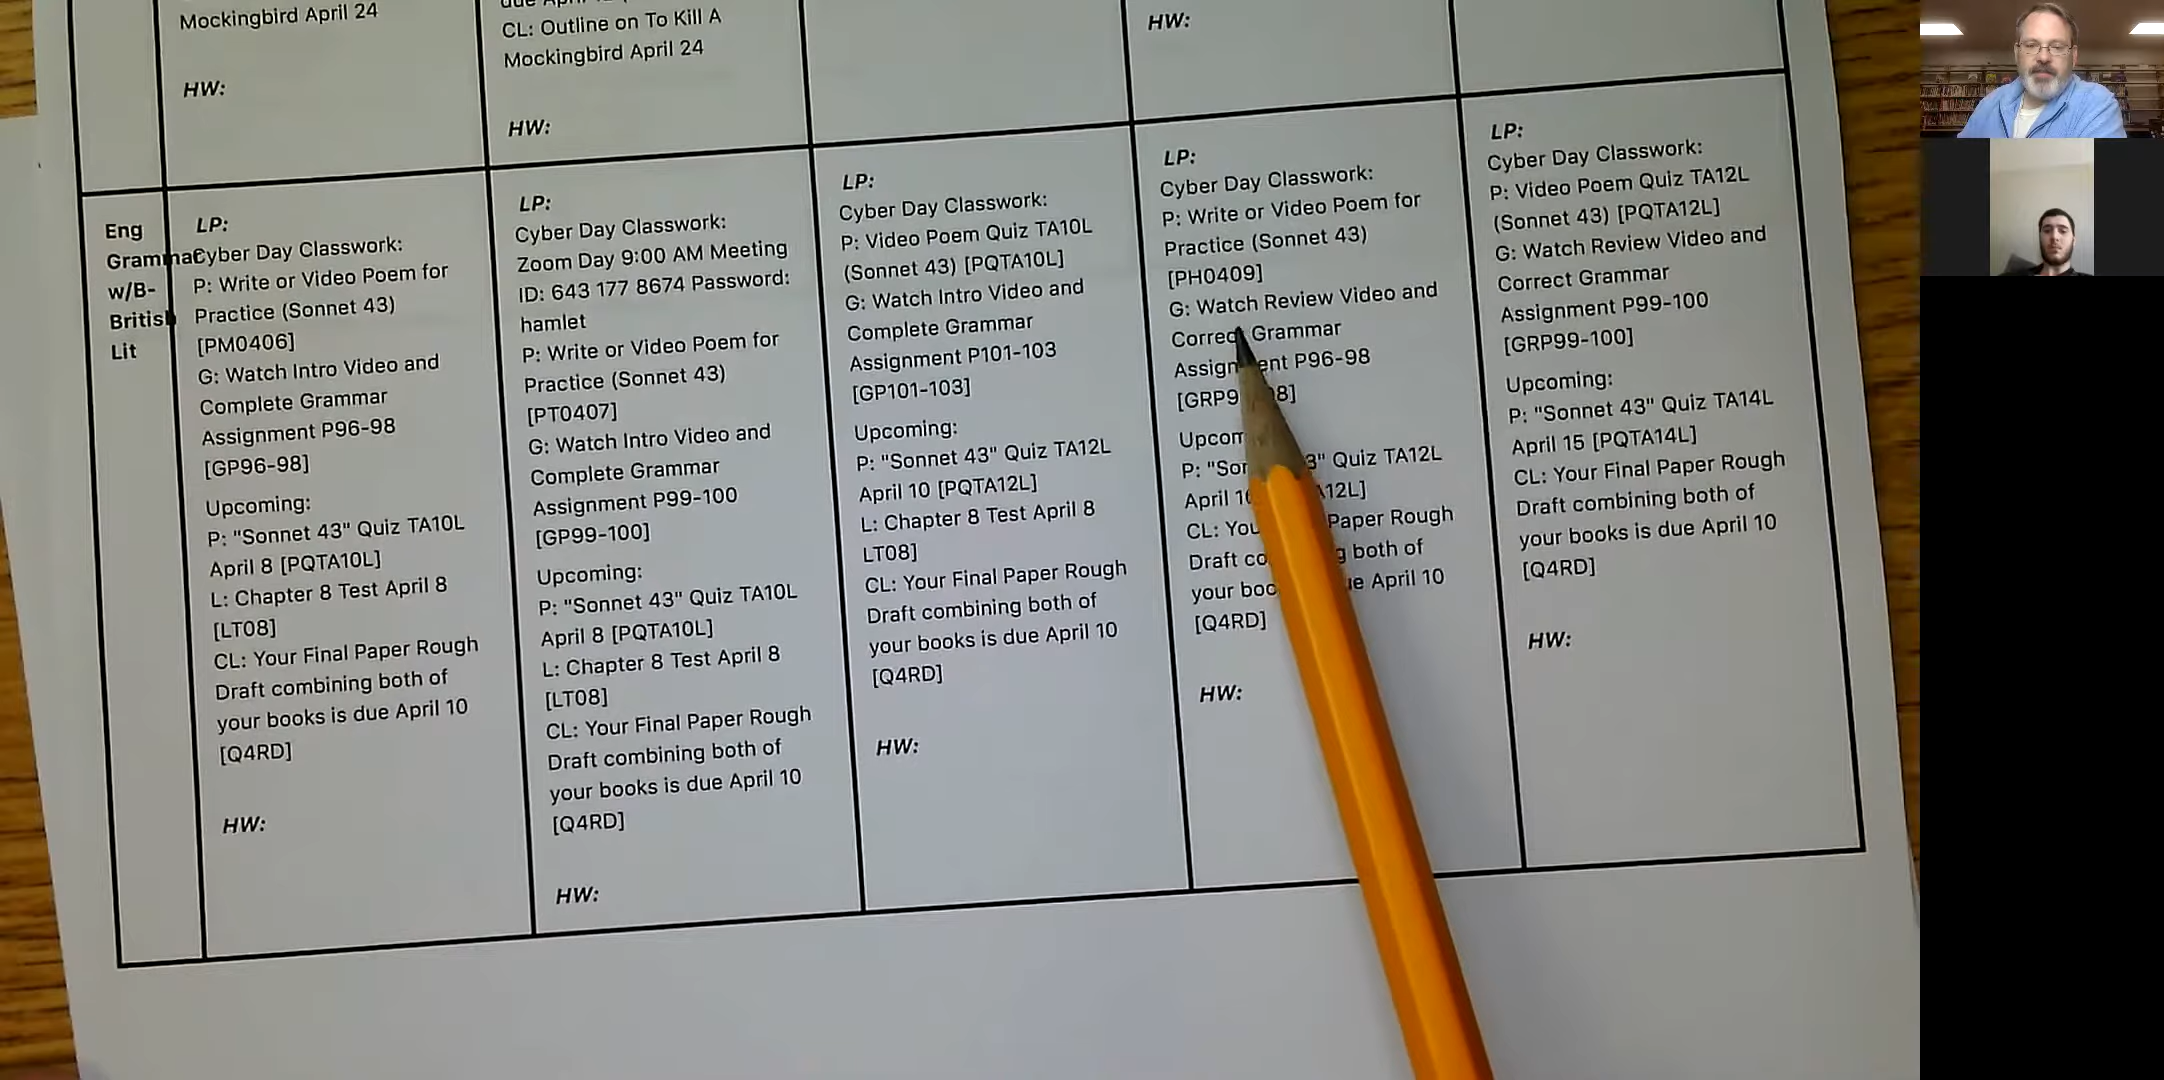 Mockingbird April 24
HW:
CL: Outline on To Kill A
Mockingbird April 24
HW:
HW:
Eng
Grammar
w/B-
British
Lit
LP:
Cyber Day Classwork:
P: Write or Video Poem for
Practice (Sonnet 43)
[PM0406]
G: Watch Intro Video and
Complete Grammar
Assignment P96-98
[GP96-98]
Upcoming:
P: "Sonnet 43" Quiz TA10L
April 8 [PQTA10L]
L: Chapter 8 Test April 8
[LT08]
CL: Your Final Paper Rough
Draft combining both of
your books is due April 10
[Q4RD]
HW:
LP:
Cyber Day Classwork:
Zoom Day 9:00 AM Meeting
ID: 643 177 8674 Password:
hamlet
P: Write or Video Poem for
Practice (Sonnet 43)
[PT0407]
G: Watch Intro Video and
Complete Grammar
Assignment P99-100
[GP99-100]
Upcoming:
P: "Sonnet 43" Quiz TA10L
April 8 [PQTA10L]
L: Chapter 8 Test April 8
[LT08]
CL: Your Final Paper Rough
Draft combining both of
your books is due April 10
[Q4RD]
HW:
LP:
Cyber Day Classwork:
P: Video Poem Quiz TA10L
(Sonnet 43) [PQTA10L]
G: Watch Intro Video and
Complete Grammar
Assignment P101-103
[GP101-103]
Upcoming:
P: "Sonnet 43" Quiz TA12L
April 10 [PQTA12L]
L: Chapter 8 Test April 8
LT08]
CL: Your Final Paper Rough
Draft combining both of
your books is due April 10
[Q4RD]
HW:
LP:
Cyber Day Classwork:
P: Write or Video Poem for
Practice (Sonnet 43)
[PH0409]
G: Watch Review Video and
Correct Grammar
Assignment P96-98
Quiz TA12L
April
CL: Paper Rough
Draft both of
your April 10
[Q4RD]
HW:
LP:
Cyber Day Classwork:
P: Video Poem Quiz TA12L
(Sonnet 43) [PQTA12L]
G: Watch Review Video and
Correct Grammar
Assignment P99-100
[GRP99-100]
Upcoming:
P: "Sonnet 43" Quiz TA14L
April 15 [PQTA14L]
CL: Your Final Paper Rough
Draft combining both of
your books is due April 10
[Q4RD]
HW: